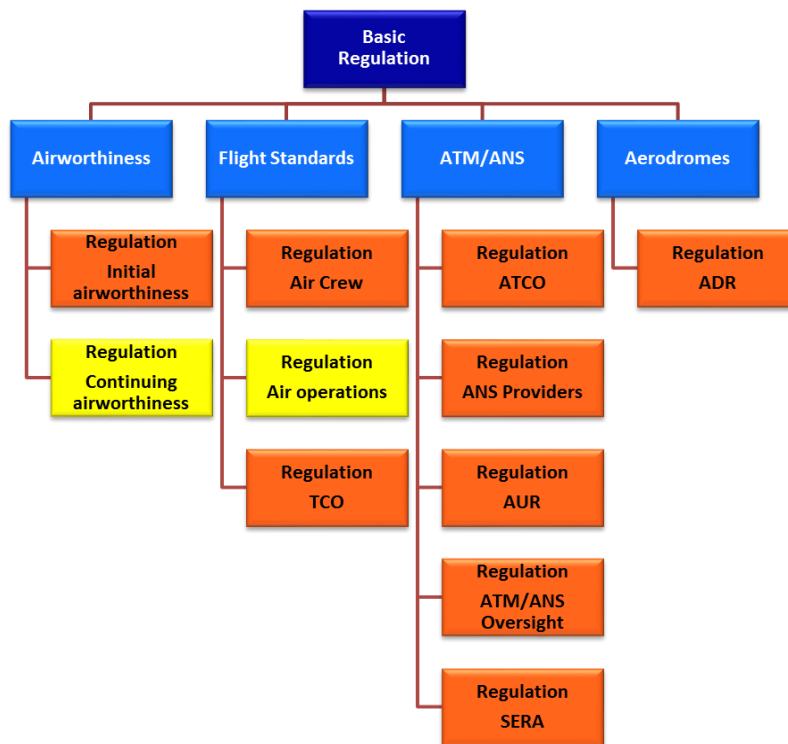 Basic
Regulation
Airworthiness
Flight Standards
ATM/ANS
Aerodromes
Regulation
Initial
airworthiness
Regulation
Continuing
airworthiness
Regulation
Air Crew
Regulation
Air operations
Regulation
TCO
Regulation
ATCO
Regulation
ANS Providers
Regulation
AUR
Regulation
ATM/ANS
Oversight
Regulation
SERA
Regulation
ADR